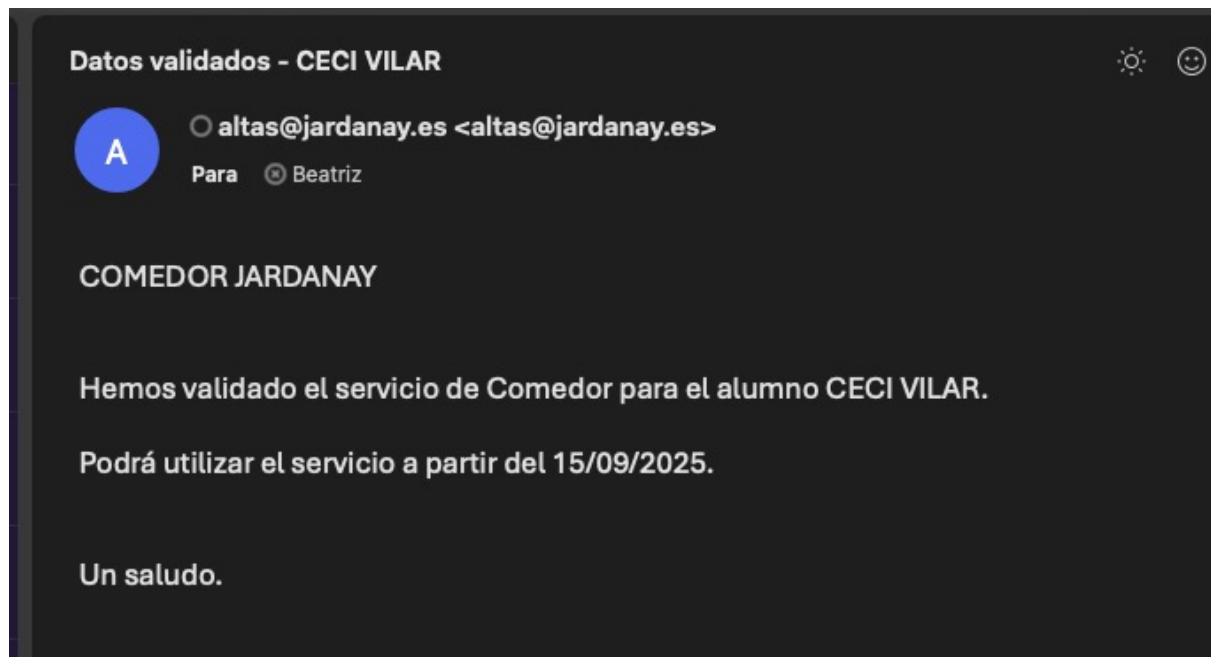 Datos validados - CECI VILAR
A
altas@jardanay.es <altas@jardanay.es>
Para Beatriz
COMEDOR JARDANAY
Hemos validado el servicio de Comedor para el alumno CECI VILAR.
Podrá utilizar el servicio a partir del 15/09/2025.
Un saludo.